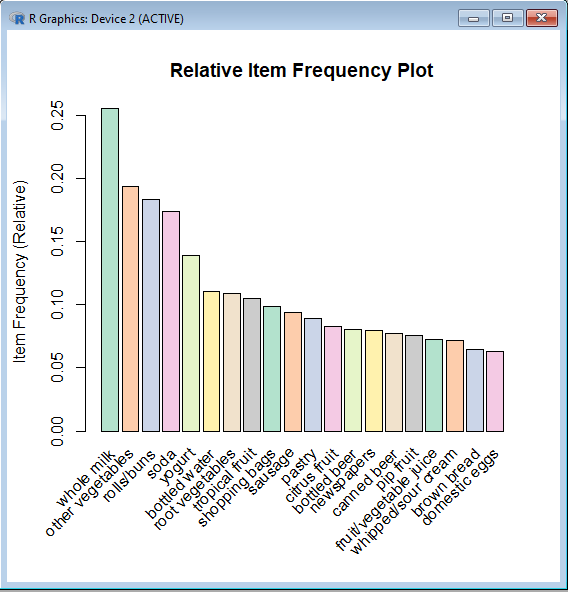 R Graphics: Device 2 (ACTIVE)
Relative Item Frequency Plot
Item Frequency (Relative)
0.25
0.20
0.15
0.10
0.05
0.00
whole milk
other vegetables
rolls/buns
soda
yogurt
bottled water
root vegetables
tropical fruit
shopping bags
sausage
pastry
citrus fruit
bottled beer
newspapers
canned beer
pip fruit
fruit/vegetable juice
whipped/sour cream
brown bread
domestic eggs